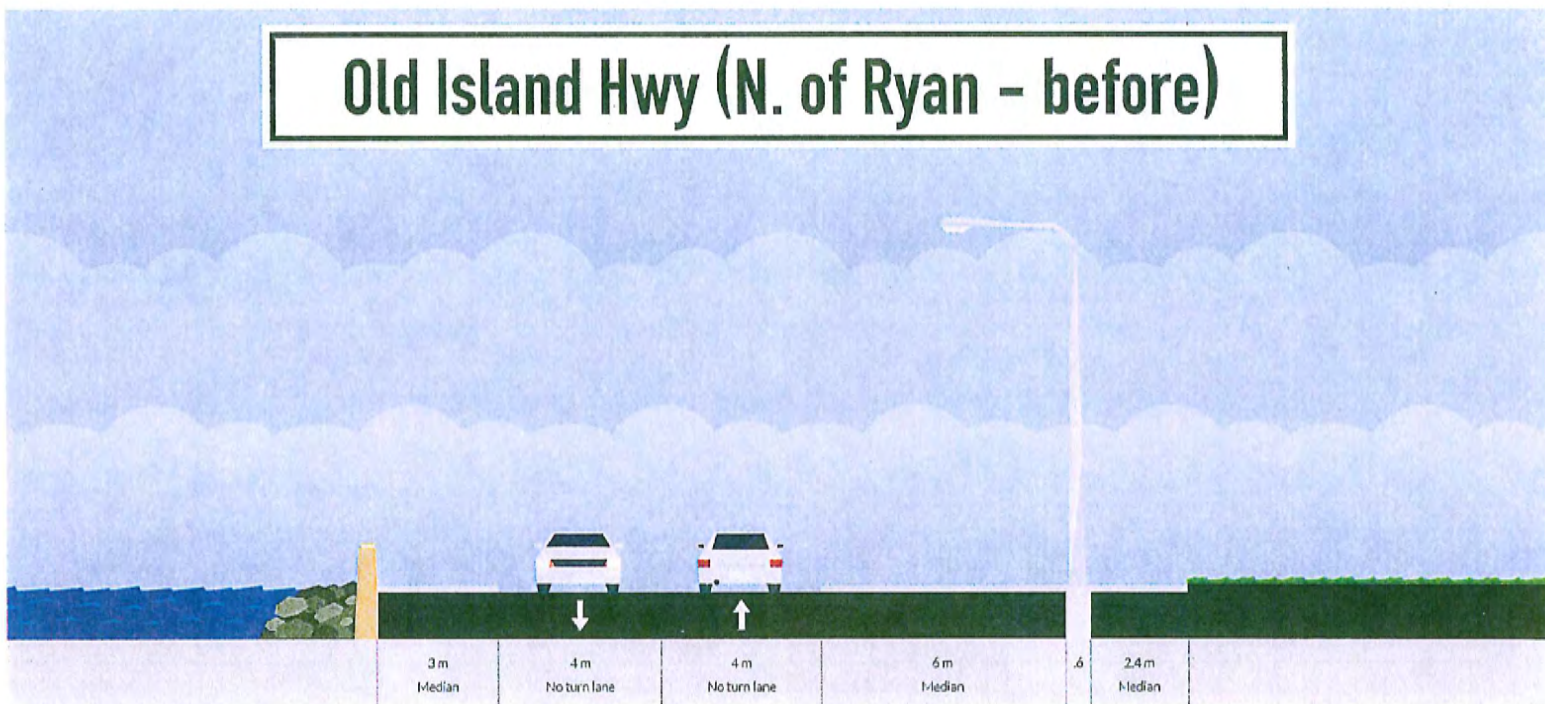 Old Island Hwy (N. of Ryan – before)
3 m
Median
4 m
No turn lane
4 m
No turn lane
6 m
Median
.6
2.4 m
Median